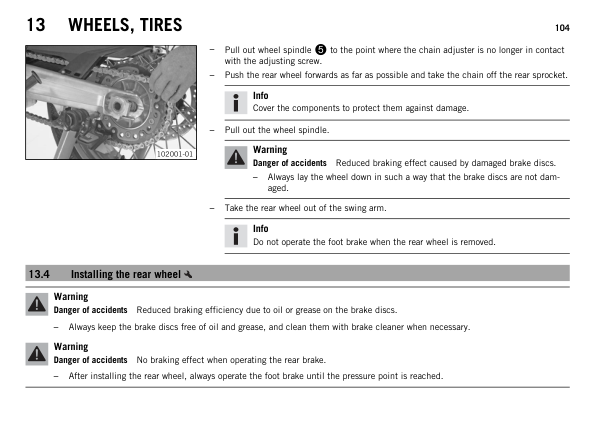 13 WHEELS, TIRES 104
102001-01
– Pull out wheel spindle 5 to the point where the chain adjuster is no longer in contact
with the adjusting screw.
– Push the rear wheel forwards as far as possible and take the chain off the rear sprocket.
Info
Cover the components to protect them against damage.
– Pull out the wheel spindle.
Warning
Danger of accidents Reduced braking effect caused by damaged brake discs.
– Always lay the wheel down in such a way that the brake discs are not dam-
aged.
– Take the rear wheel out of the swing arm.
Info
Do not operate the foot brake when the rear wheel is removed.
13.4 Installing the rear wheel
Warning
Danger of accidents Reduced braking efficiency due to oil or grease on the brake discs.
– Always keep the brake discs free of oil and grease, and clean them with brake cleaner when necessary.
Warning
Danger of accidents No braking effect when operating the rear brake.
– After installing the rear wheel, always operate the foot brake until the pressure point is reached.